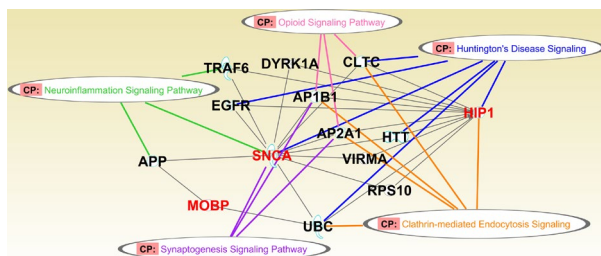 CP: Opioid Signaling Pathway
CP: Huntington's Disease Signaling
TRAF6
DYRK1A
CLTC
CP: Neuroinflammation Signaling Pathway
EGFR
AP1B1
HIP1
AP2A1
HTT
SNCA
VIRMA
APP
RPS10
MOBP
UBC
CP: Clathrin-mediated Endocytosis Signaling
CP: Synaptogenesis Signaling Pathway